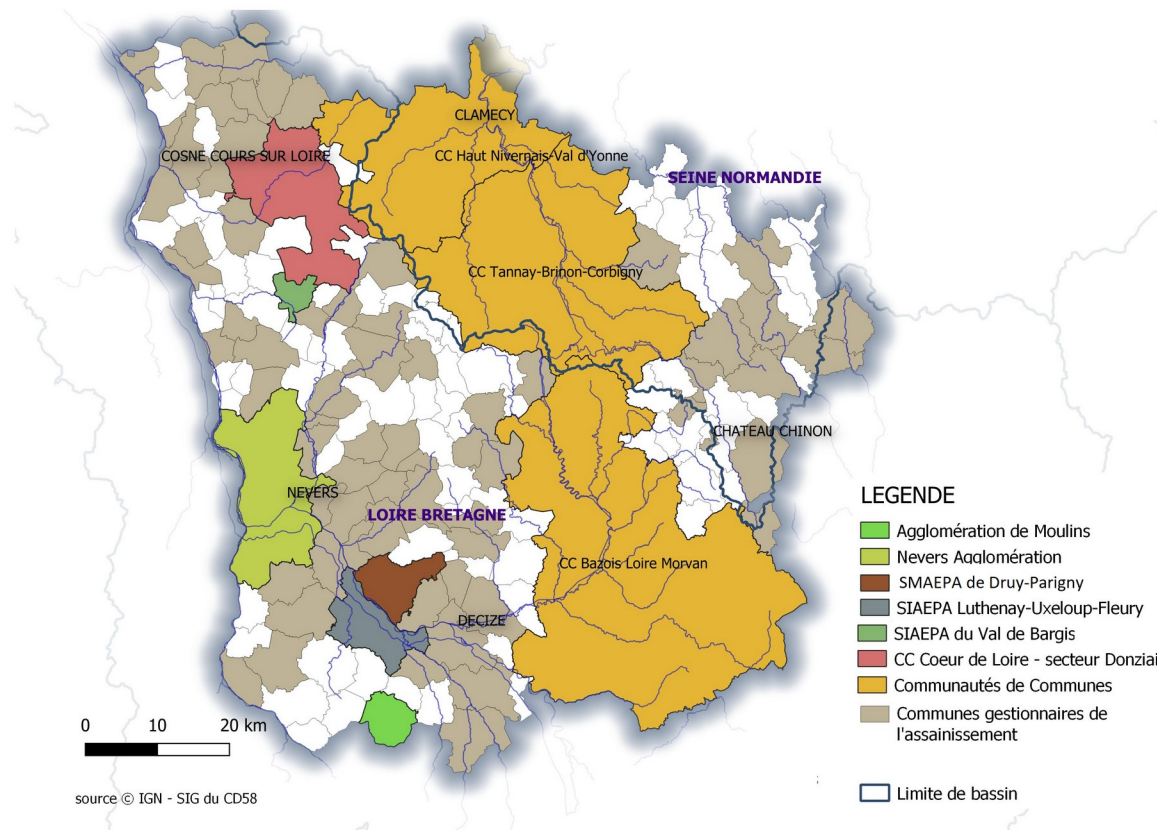 CLAMECY
COSNE COURS SUR LOIRE
CC Haut Nivernais-Val d'Yonne
SEINE NORMANDIE
CC Tannay-Brinon-Corbigny
CHATEAU CHINON
NEVERS
LOIRE BRETAGNE
CC Bazois Loire Morvan
DECIZE
LEGENDE
Agglomération de Moulins
Nevers Agglomération
SMAEPA de Druy-Parigny
SIAEPA Luthenay-Uxeloup-Fleury
SIAEPA du Val de Bargis
CC Coeur de Loire - secteur Donziai
Communautés de Communes
Communes gestionnaires de
l'assainissement
Limite de bassin
0 10 20 km
source © IGN - SIG du CD58